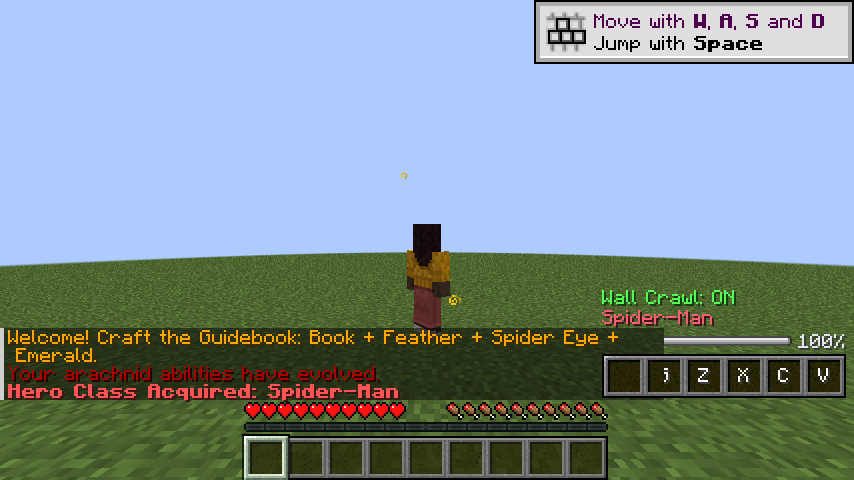 Move with W, A, S and D
Jump with Space
Wall Crawl: ON
Spider-Man
100%
Welcome! Craft the Guidebook: Book + Feather + Spider Eye +
Emerald.
Your arachnid abilities have evolved.
Hero Class Acquired: Spider-Man
j Z X C V